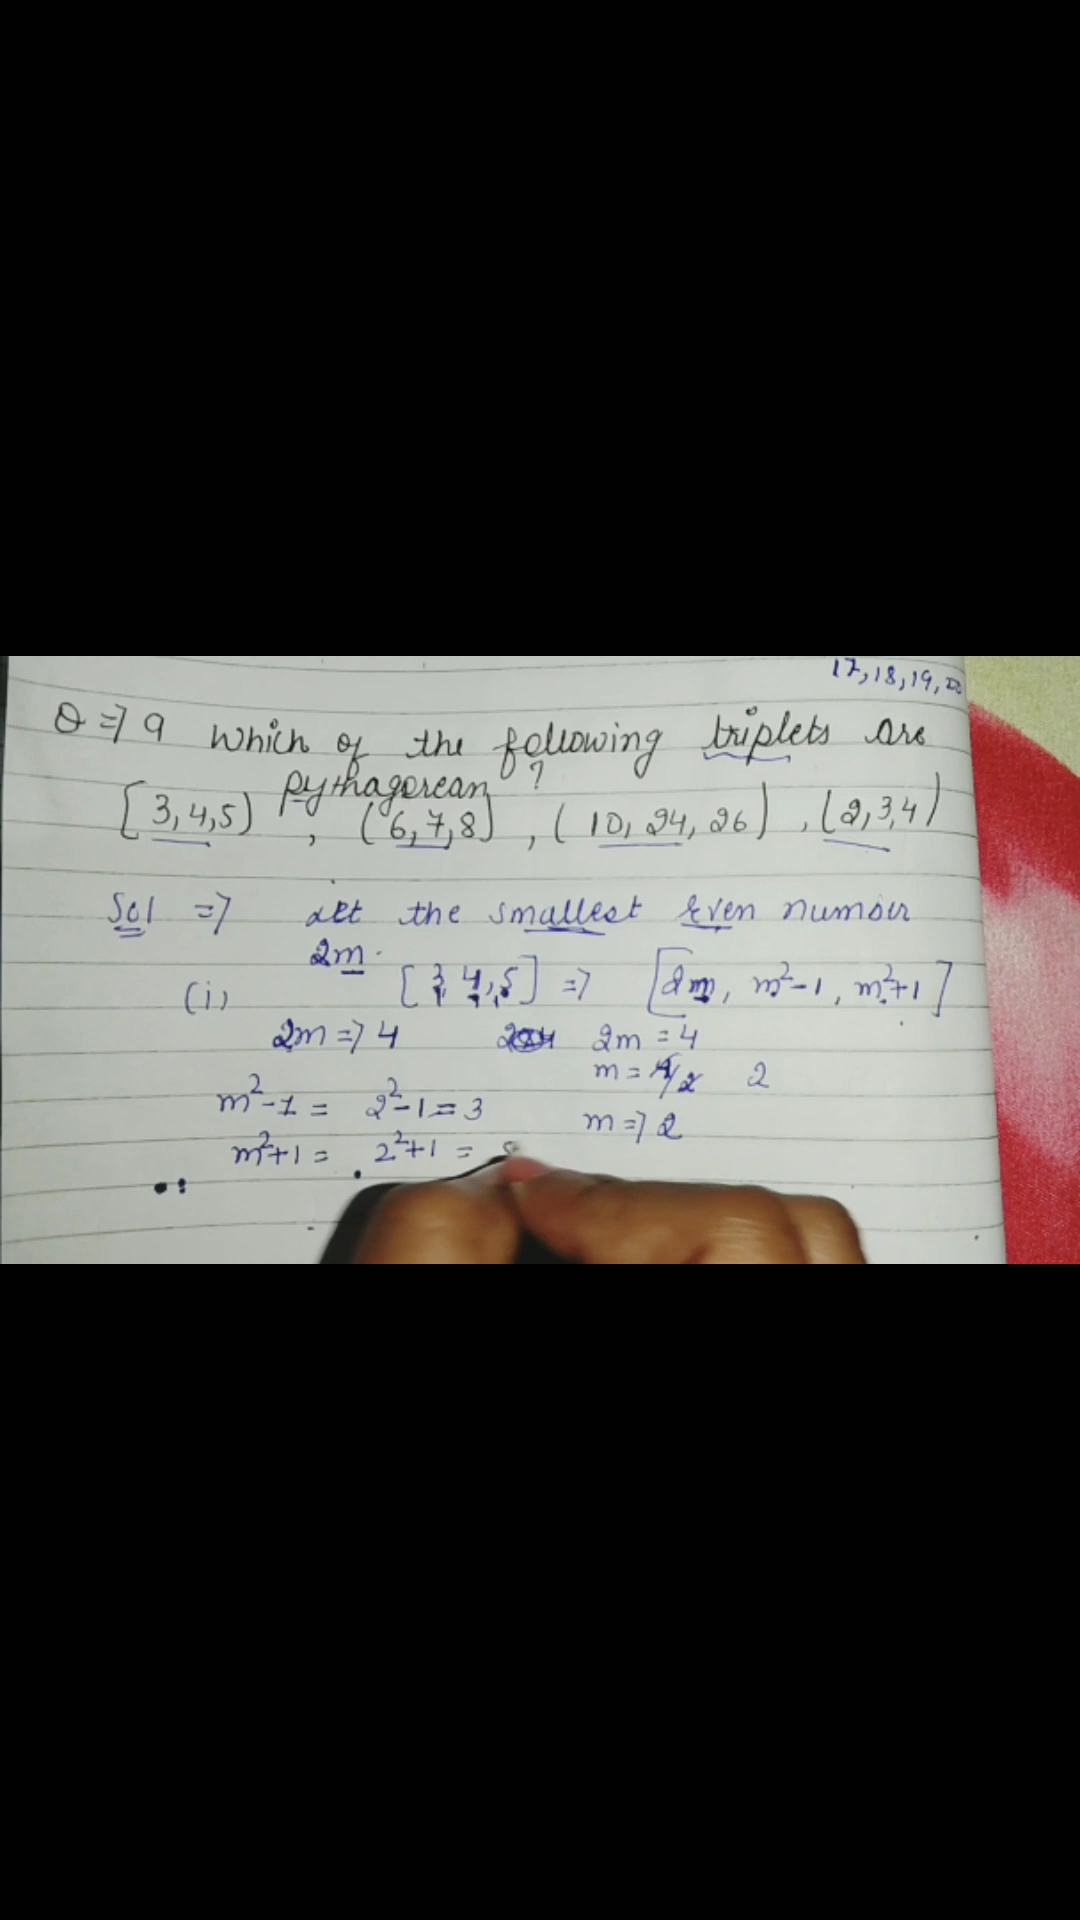 17, 18, 19, 20
Q => 9 Which of the following triplets are
pythagorean ?
[3,4,5) , (6,7,8) , (10, 24, 26) , (2,3,4)
Sol => Let the smallest even number
2m.
(i) [3, 4, 5] => [2m, m²-1, m²+1]
2m => 4 2m = 4
m = 4/2 2
m²-1 = 2²-1 = 3 m => 2
m²+1 = 2²+1 =